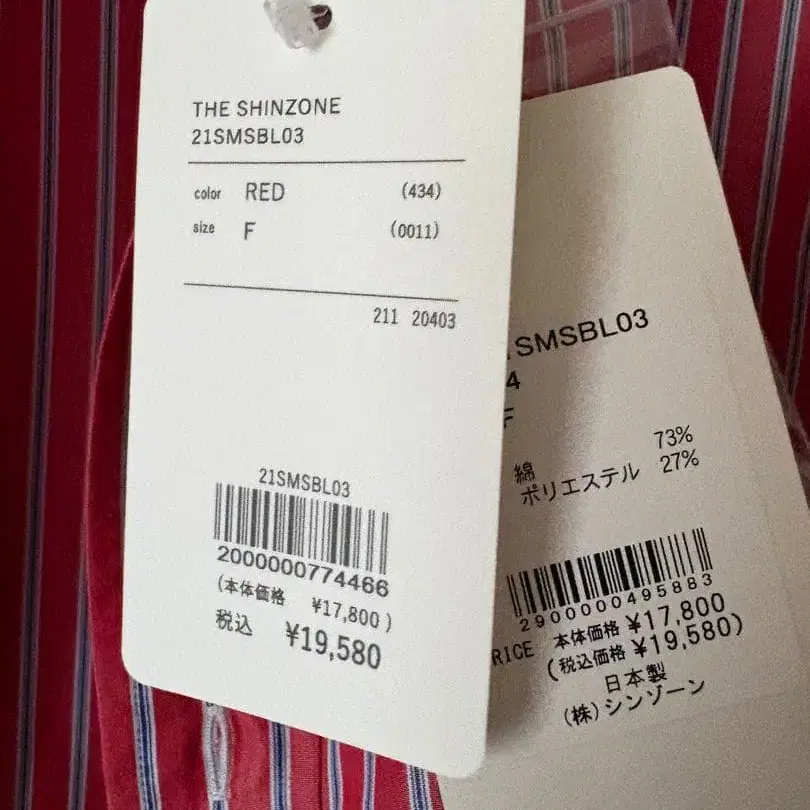 THE SHINZONE
21SMSBL03
color RED (434)
size F (0011)
211 20403
21SMSBL03
2000000774466
(本体価格 ¥17,800)
税込 ¥19,580
SMSBL03
4
F
綿 73%
ポリエステル 27%
2900000495883
RICE 本体価格 ¥17,800
(税込価格 ¥19,580)
日本製
(株)シンゾーン